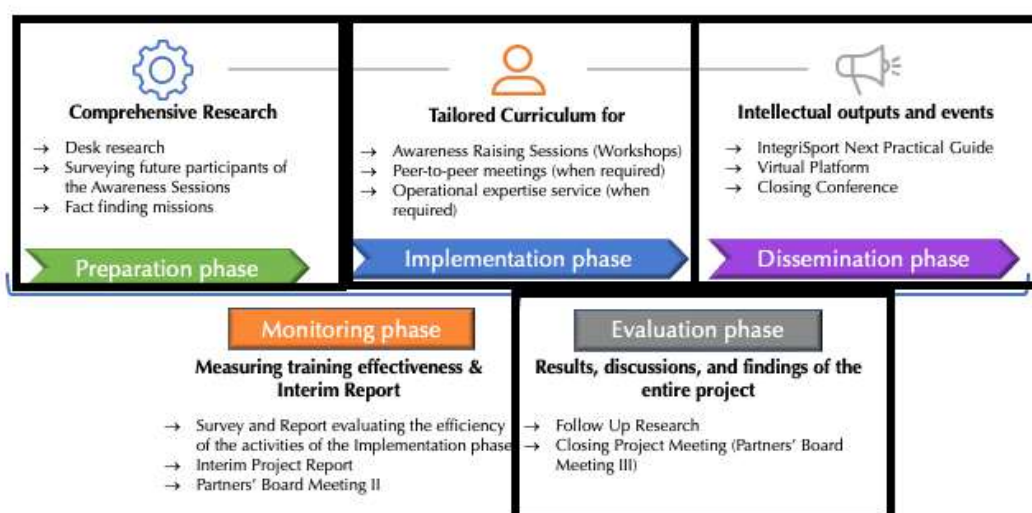 Comprehensive Research
→ Desk research
→ Surveying future participants of
the Awareness Sessions
→ Fact finding missions
Preparation phase
Tailored Curriculum for
→ Awareness Raising Sessions (Workshops)
→ Peer-to-peer meetings (when required)
→ Operational expertise service (when
required)
Implementation phase
Intellectual outputs and events
→ IntegriSport Next Practical Guide
→ Virtual Platform
→ Closing Conference
Dissemination phase
Monitoring phase
Measuring training effectiveness &
Interim Report
→ Survey and Report evaluating the efficiency
of the activities of the Implementation phase
→ Interim Project Report
→ Partners' Board Meeting II
Evaluation phase
Results, discussions, and findings of the
entire project
→ Follow Up Research
→ Closing Project Meeting (Partners' Board
Meeting III)